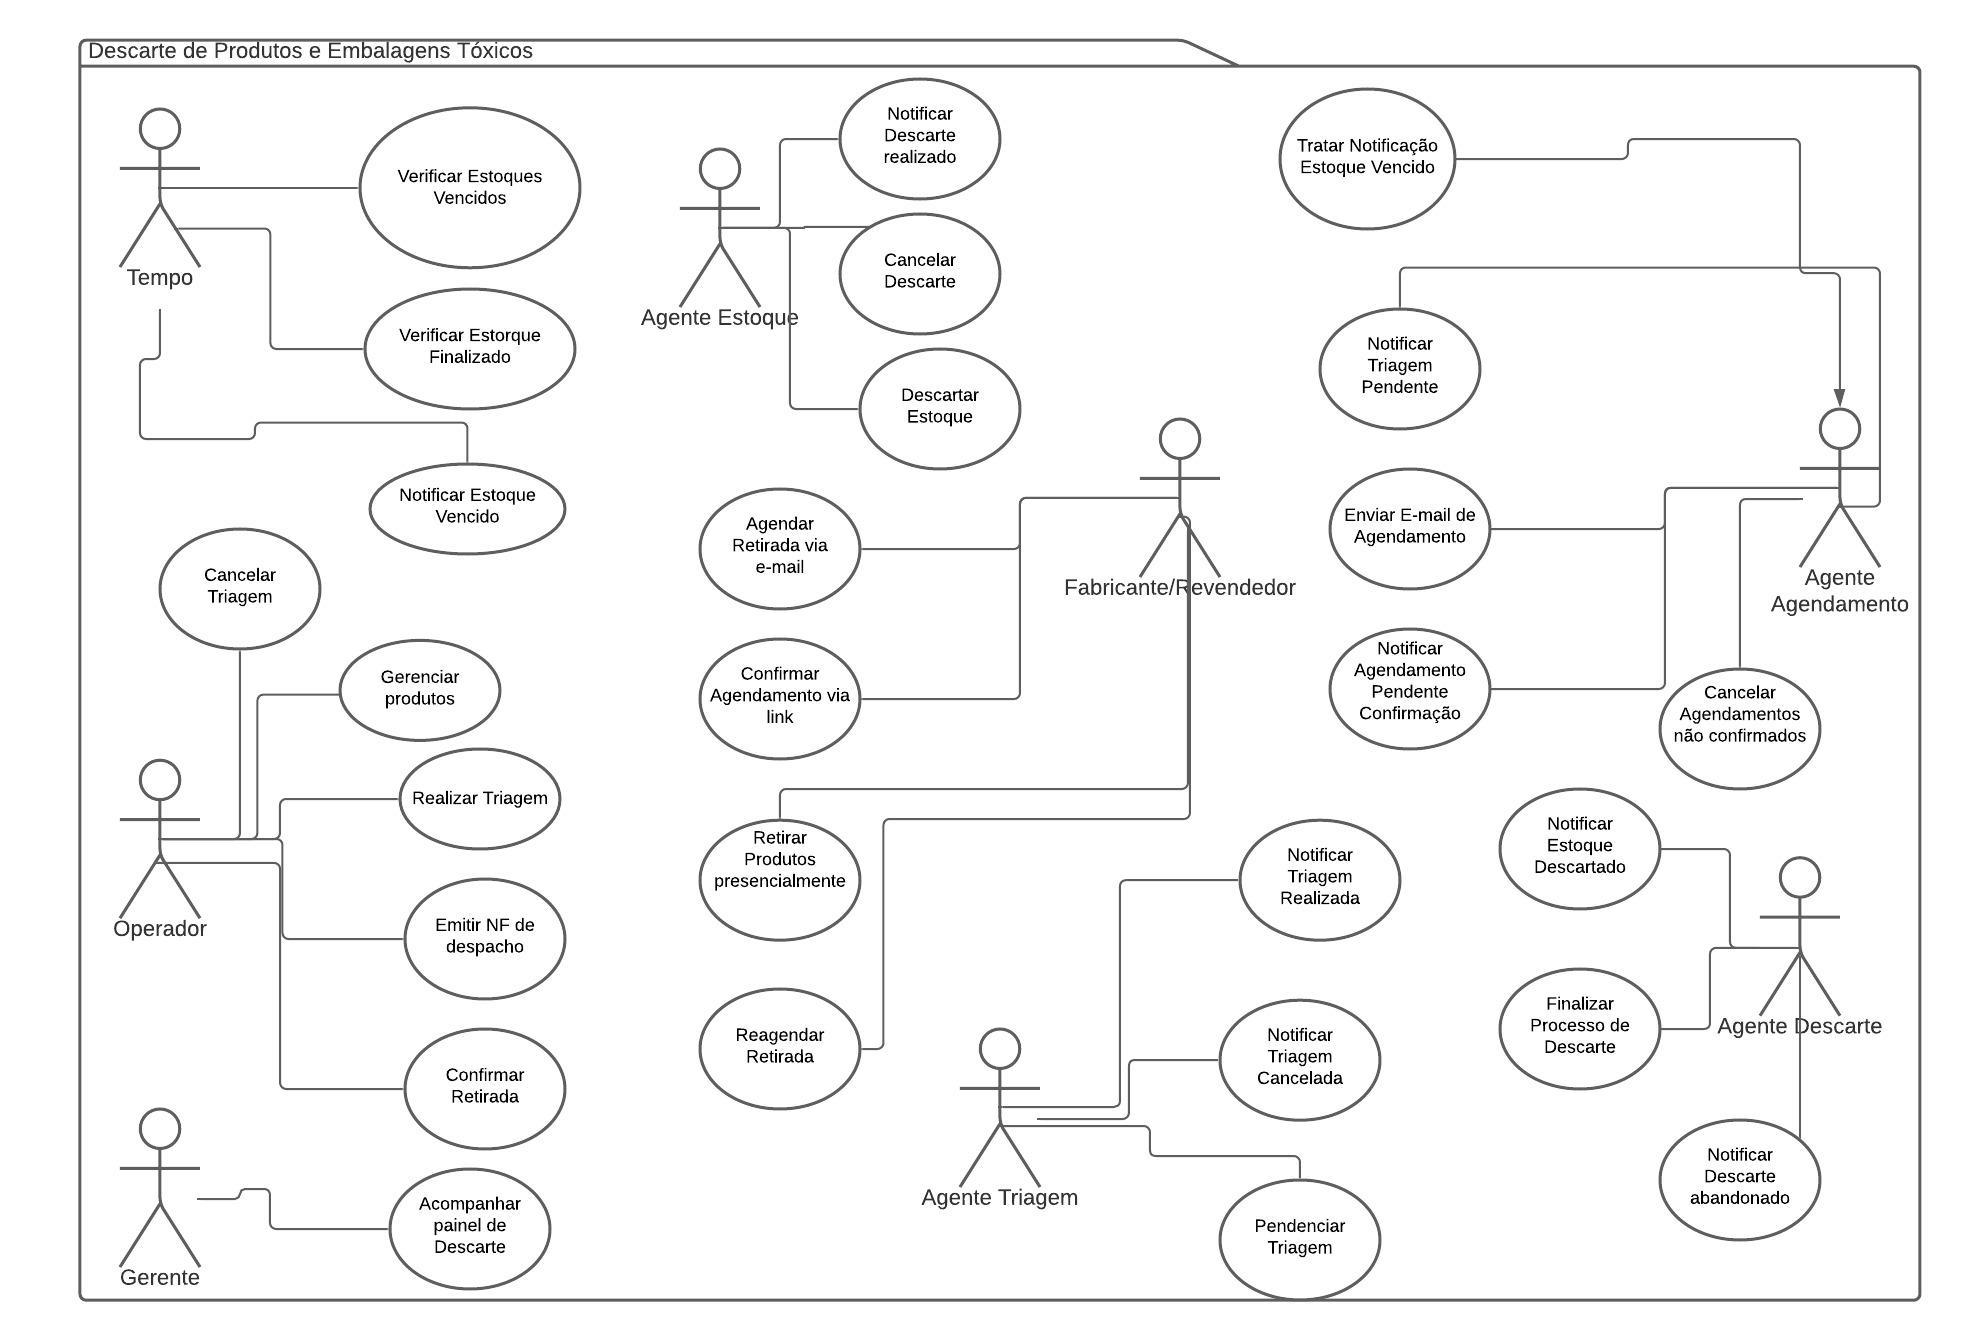 Descarte de Produtos e Embalagens Tóxicos
Tempo
Verificar Estoques
Vencidos
Verificar Estorque
Finalizado
Notificar Estoque
Vencido
Agente Estoque
Notificar
Descarte
realizado
Cancelar
Descarte
Descartar
Estoque
Tratar Notificação
Estoque Vencido
Notificar
Triagem
Pendente
Enviar E-mail de
Agendamento
Notificar
Agendamento
Pendente
Confirmação
Cancelar
Agendamentos
não confirmados
Agente
Agendamento
Fabricante/Revendedor
Agendar
Retirada via
e-mail
Confirmar
Agendamento via
link
Retirar
Produtos
presencialmente
Reagendar
Retirada
Cancelar
Triagem
Gerenciar
produtos
Realizar Triagem
Emitir NF de
despacho
Confirmar
Retirada
Operador
Gerente
Acompanhar
painel de
Descarte
Agente Triagem
Notificar
Triagem
Realizada
Notificar
Triagem
Cancelada
Pendenciar
Triagem
Notificar
Estoque
Descartado
Finalizar
Processo de
Descarte
Agente Descarte
Notificar
Descarte
abandonado